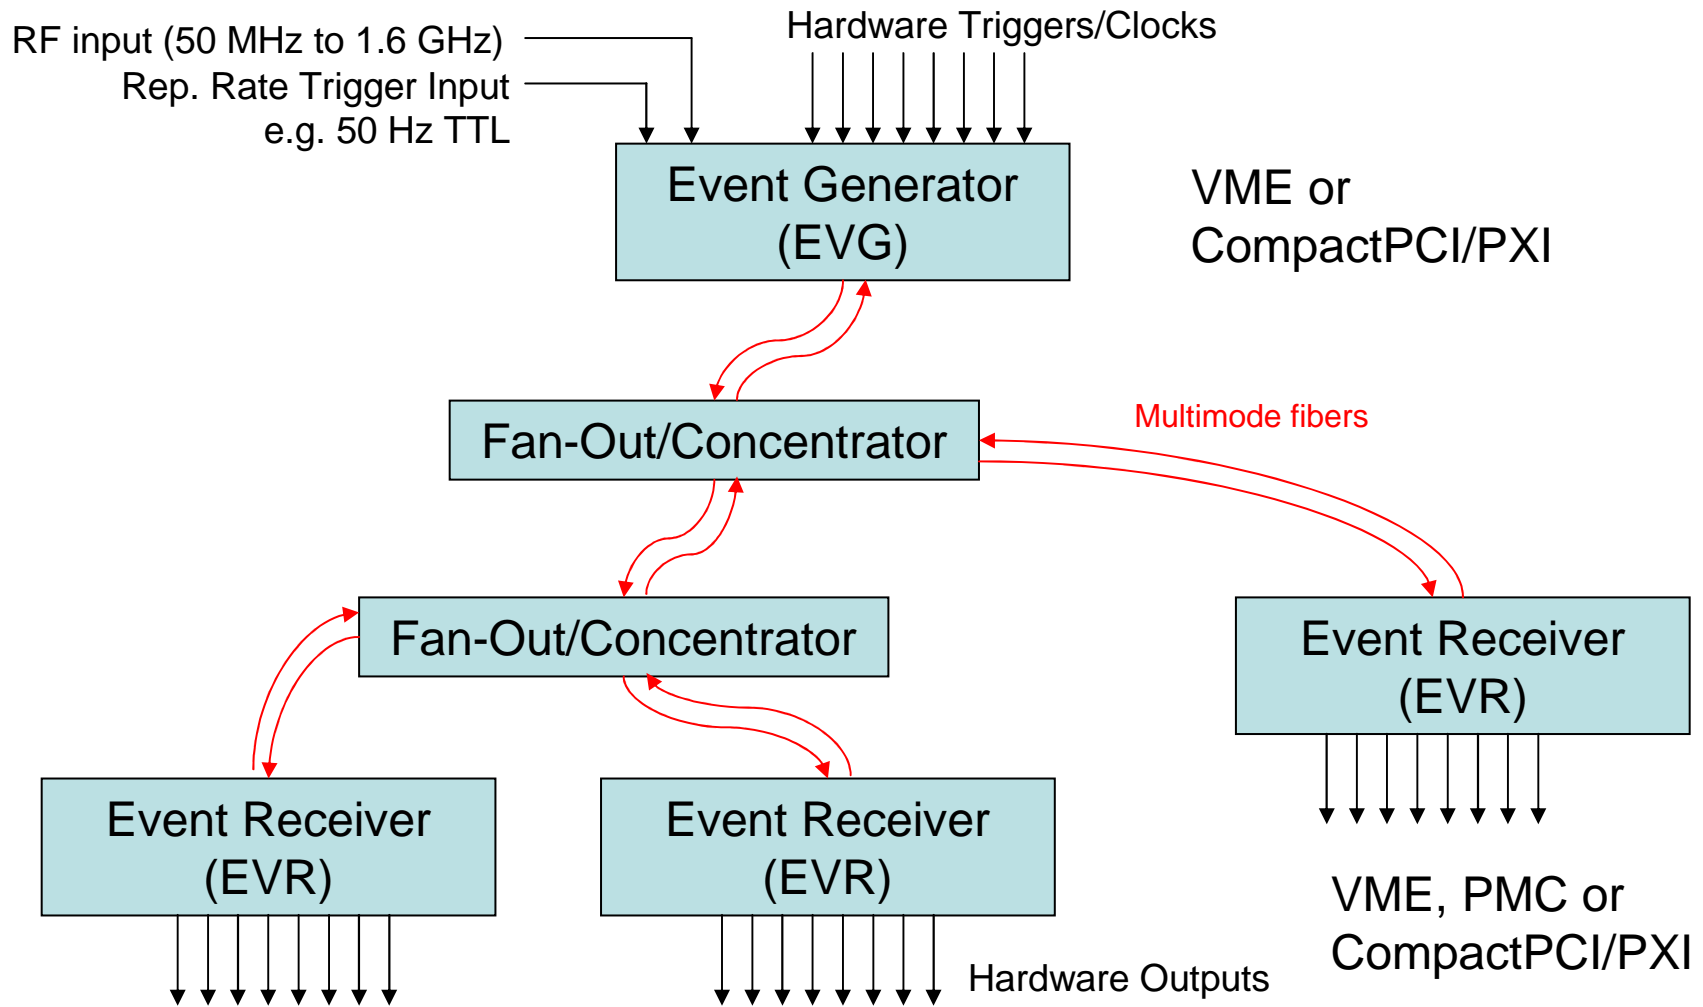 RF input (50 MHz to 1.6 GHz)
Rep. Rate Trigger Input
e.g. 50 Hz TTL
Hardware Triggers/Clocks
Event Generator
(EVG)
VME or
CompactPCI/PXI
Fan-Out/Concentrator
Multimode fibers
Fan-Out/Concentrator
Event Receiver
(EVR)
Event Receiver
(EVR)
Event Receiver
(EVR)
VME, PMC or
CompactPCI/PXI
Hardware Outputs